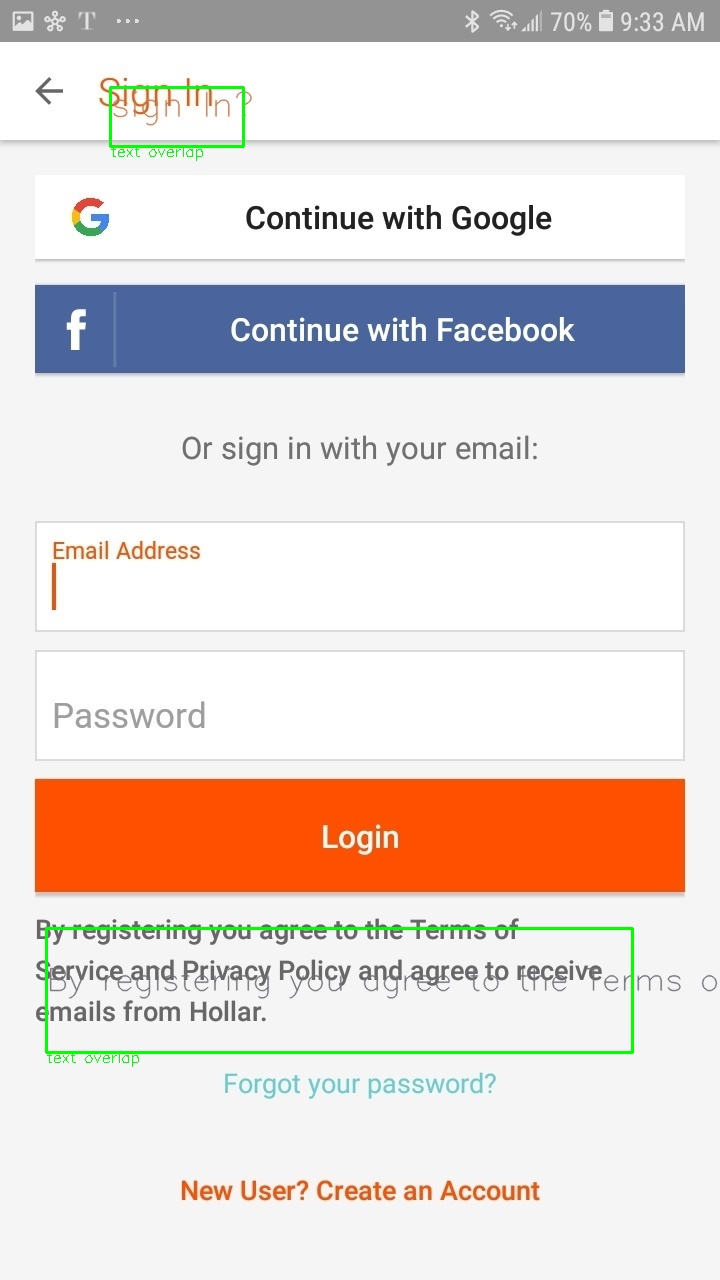 T ... 70% 9:33 AM
Sign In
sign In?
text overlap
Continue with Google
f Continue with Facebook
Or sign in with your email:
Email Address
Password
Login
By registering you agree to the Terms of
Service and Privacy Policy and agree to receive
By registering you agree to the Terms o
emails from Hollar.
text overlap
Forgot your password?
New User? Create an Account